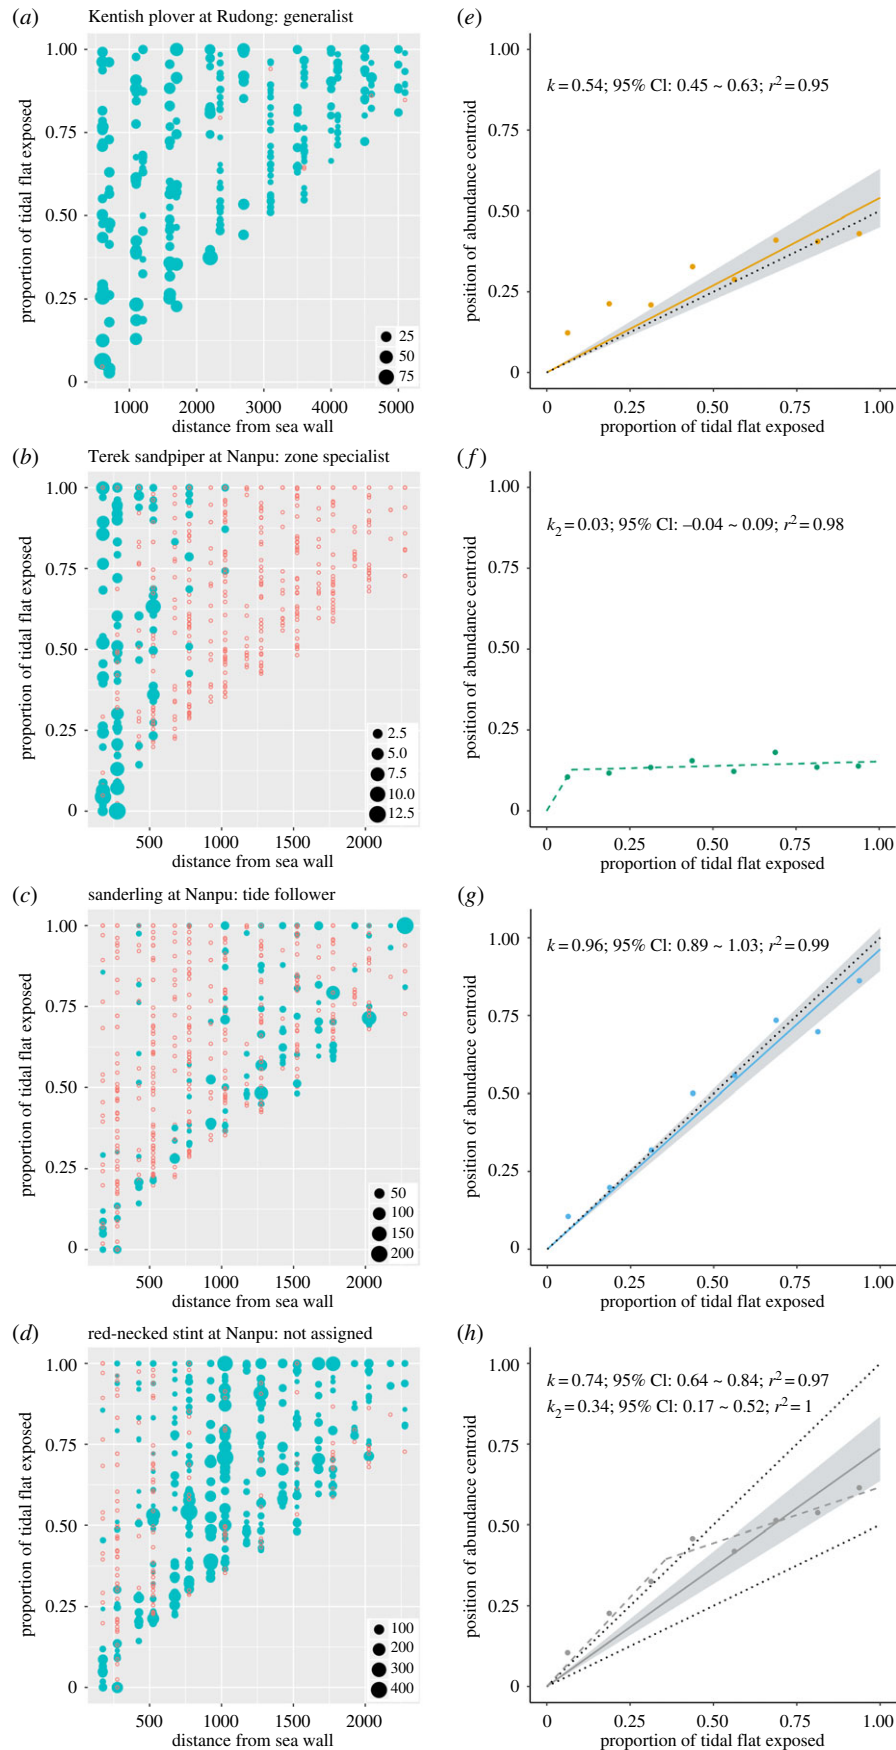 (a) Kentish plover at Rudong: generalist
1.00
0.75
0.50
0.25
0
proportion of tidal flat exposed
25
50
75
1000 2000 3000 4000 5000
distance from sea wall
(e)
1.00
0.75
0.50
0.25
0
position of abundance centroid
k = 0.54; 95% Cl: 0.45 ~ 0.63; r² = 0.95
0 0.25 0.50 0.75 1.00
proportion of tidal flat exposed
(b) Terek sandpiper at Nanpu: zone specialist
1.00
0.75
0.50
0.25
0
proportion of tidal flat exposed
2.5
5.0
7.5
10.0
12.5
500 1000 1500 2000
distance from sea wall
(f)
1.00
0.75
0.50
0.25
0
position of abundance centroid
k₂ = 0.03; 95% Cl: –0.04 ~ 0.09; r² = 0.98
0 0.25 0.50 0.75 1.00
proportion of tidal flat exposed
(c) sanderling at Nanpu: tide follower
1.00
0.75
0.50
0.25
0
proportion of tidal flat exposed
50
100
150
200
500 1000 1500 2000
distance from sea wall
(g)
1.00
0.75
0.50
0.25
0
position of abundance centroid
k = 0.96; 95% Cl: 0.89 ~ 1.03; r² = 0.99
0 0.25 0.50 0.75 1.00
proportion of tidal flat exposed
(d) red-necked stint at Nanpu: not assigned
1.00
0.75
0.50
0.25
0
proportion of tidal flat exposed
100
200
300
400
500 1000 1500 2000
distance from sea wall
(h)
1.00
0.75
0.50
0.25
0
position of abundance centroid
k = 0.74; 95% Cl: 0.64 ~ 0.84; r² = 0.97
k₂ = 0.34; 95% Cl: 0.17 ~ 0.52; r² = 1
0 0.25 0.50 0.75 1.00
proportion of tidal flat exposed